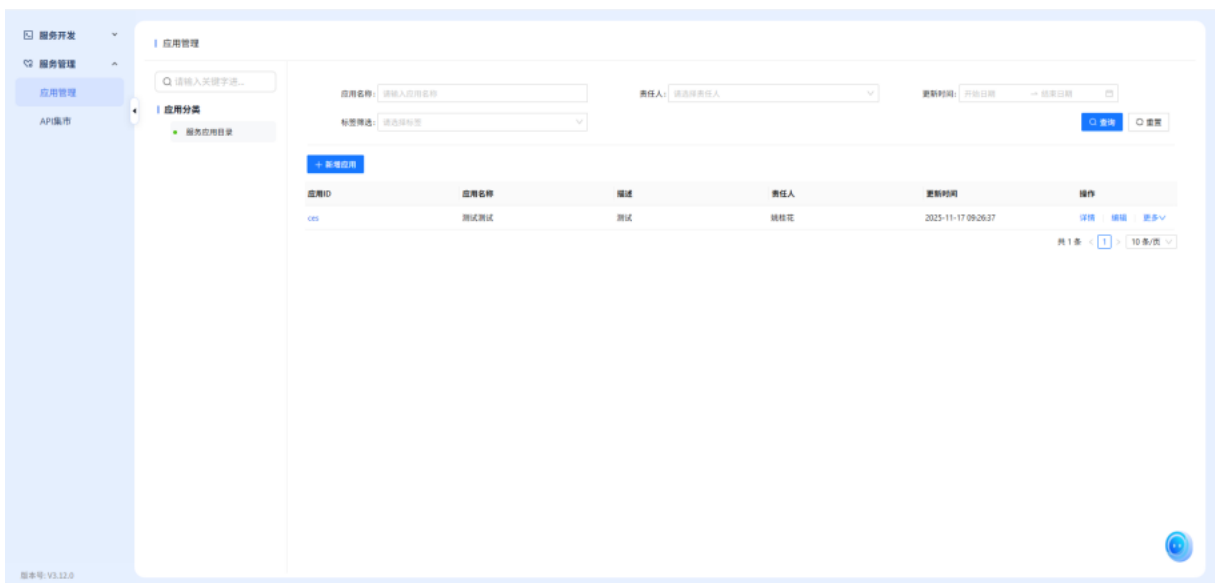 服务开发
服务管理
应用管理
API集市
版本号: V3.12.0
应用管理
请输入关键字进...
应用分类
服务应用目录
应用名称: 请输入应用名称 责任人: 请选择责任人 更新时间: 开始日期 → 结束日期
标签筛选: 请选择标签 查询 重置
+ 新增应用
应用ID 应用名称 描述 责任人 更新时间 操作
ces 测试测试 测试 姚桂花 2025-11-17 09:26:37 详情 编辑 更多
共 1 条 < 1 > 10 条/页